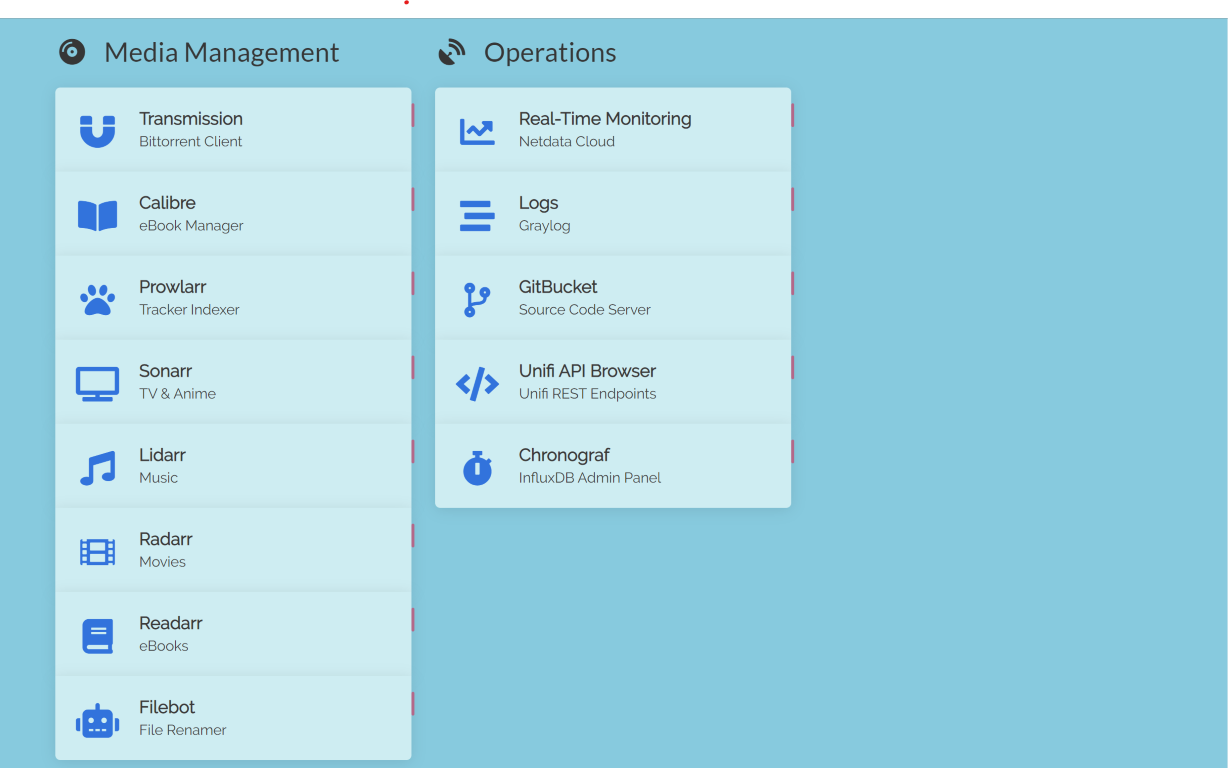 Media Management
Transmission
Bittorrent Client
Calibre
eBook Manager
Prowlarr
Tracker Indexer
Sonarr
TV & Anime
Lidarr
Music
Radarr
Movies
Readarr
eBooks
Filebot
File Renamer
Operations
Real-Time Monitoring
Netdata Cloud
Logs
Graylog
GitBucket
Source Code Server
Unifi API Browser
Unifi REST Endpoints
Chronograf
InfluxDB Admin Panel